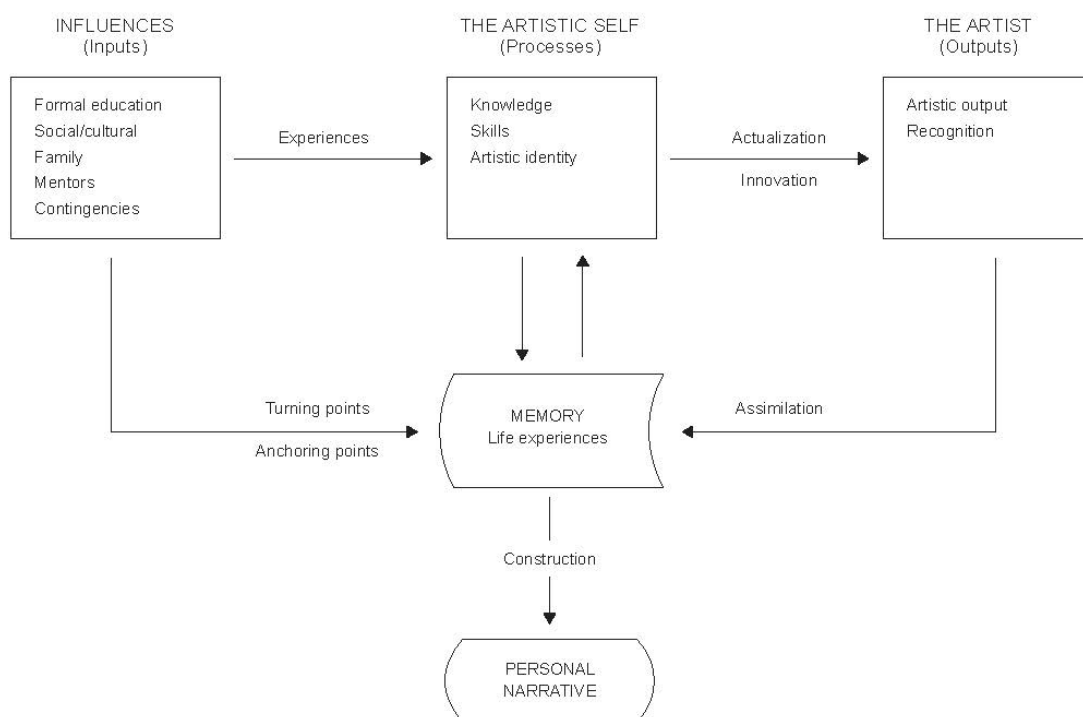 INFLUENCES
(Inputs)
THE ARTISTIC SELF
(Processes)
THE ARTIST
(Outputs)
Formal education
Social/cultural
Family
Mentors
Contingencies
Experiences
Knowledge
Skills
Artistic identity
Actualization
Innovation
Artistic output
Recognition
Turning points
Anchoring points
MEMORY
Life experiences
Assimilation
Construction
PERSONAL
NARRATIVE